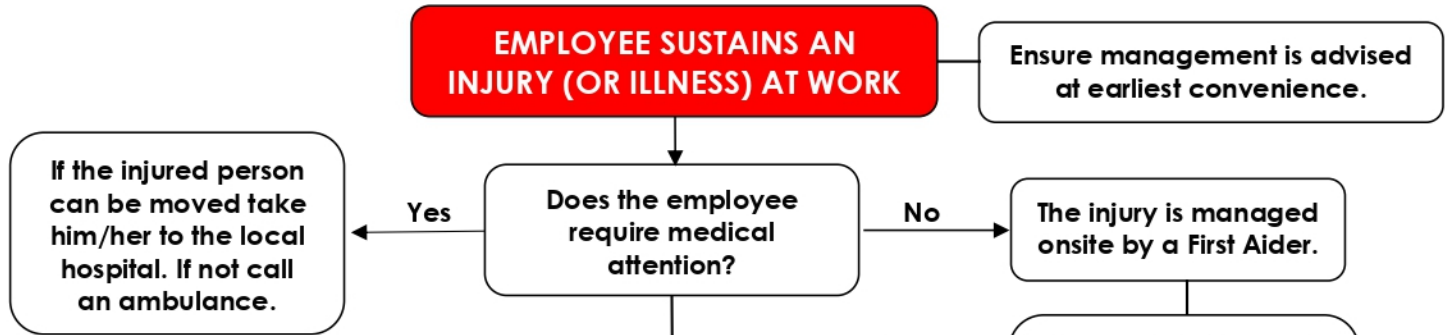 EMPLOYEE SUSTAINS AN
INJURY (OR ILLNESS) AT WORK
Ensure management is advised
at earliest convenience.
If the injured person
can be moved take
him/her to the local
hospital. If not call
an ambulance.
Yes
Does the employee
require medical
attention?
No
The injury is managed
onsite by a First Aider.